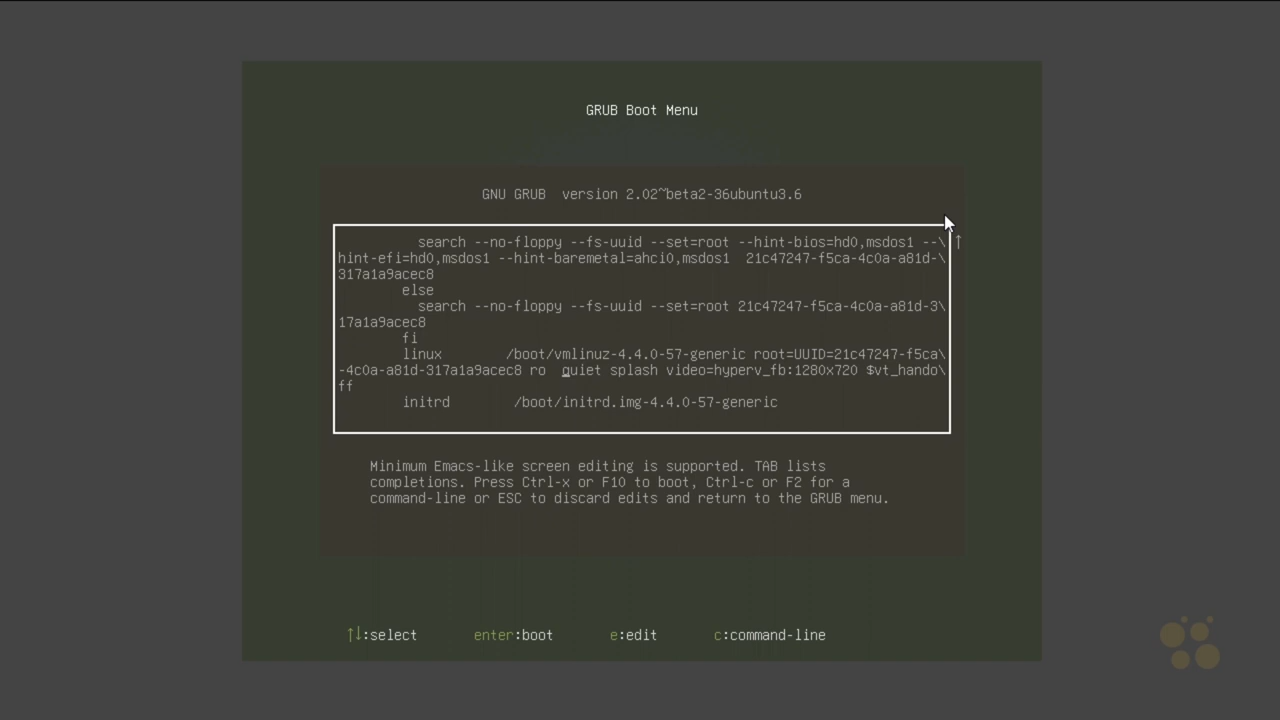 GRUB Boot Menu
GNU GRUB  version 2.02~beta2-36ubuntu3.6
search --no-floppy --fs-uuid --set=root --hint-bios=hd0,msdos1 --\
hint-efi=hd0,msdos1 --hint-baremetal=ahci0,msdos1  21c47247-f5ca-4c0a-a81d-\
317a1a9acec8
else
search --no-floppy --fs-uuid --set=root 21c47247-f5ca-4c0a-a81d-3\
17a1a9acec8
fi
linux        /boot/vmlinuz-4.4.0-57-generic root=UUID=21c47247-f5ca\
-4c0a-a81d-317a1a9acec8 ro  quiet splash video=hyperv_fb:1280x720 $vt_hando\
ff
initrd        /boot/initrd.img-4.4.0-57-generic
Minimum Emacs-like screen editing is supported. TAB lists
completions. Press Ctrl-x or F10 to boot, Ctrl-c or F2 for a
command-line or ESC to discard edits and return to the GRUB menu.
↑↓:select enter:boot e:edit c:command-line